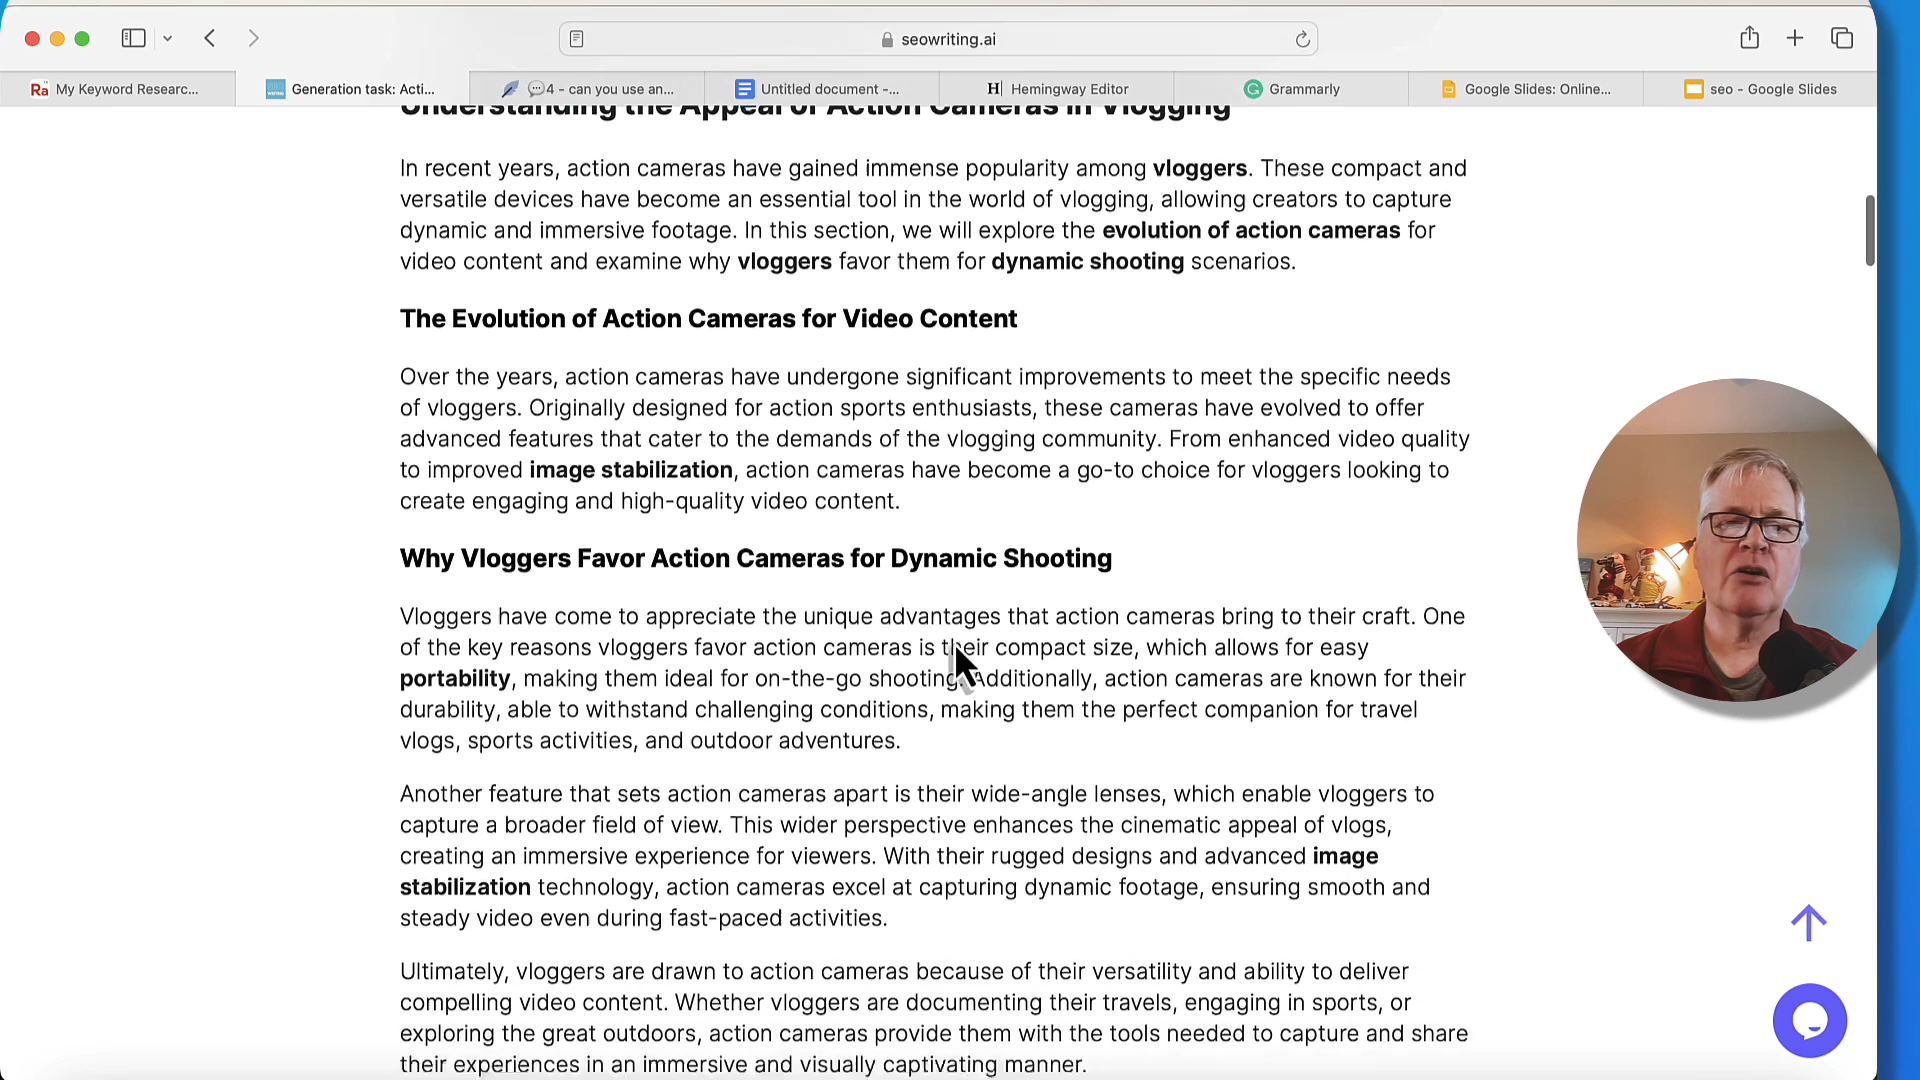 seowriting.ai
Ra My Keyword Researc...
Generation task: Acti...
4 - can you use an...
Untitled document -...
H Hemingway Editor
Grammarly
Google Slides: Online...
seo - Google Slides
Understanding the Appeal of Action Cameras in Vlogging
In recent years, action cameras have gained immense popularity among vloggers. These compact and
versatile devices have become an essential tool in the world of vlogging, allowing creators to capture
dynamic and immersive footage. In this section, we will explore the evolution of action cameras for
video content and examine why vloggers favor them for dynamic shooting scenarios.
The Evolution of Action Cameras for Video Content
Over the years, action cameras have undergone significant improvements to meet the specific needs
of vloggers. Originally designed for action sports enthusiasts, these cameras have evolved to offer
advanced features that cater to the demands of the vlogging community. From enhanced video quality
to improved image stabilization, action cameras have become a go-to choice for vloggers looking to
create engaging and high-quality video content.
Why Vloggers Favor Action Cameras for Dynamic Shooting
Vloggers have come to appreciate the unique advantages that action cameras bring to their craft. One
of the key reasons vloggers favor action cameras is their compact size, which allows for easy
portability, making them ideal for on-the-go shooting. Additionally, action cameras are known for their
durability, able to withstand challenging conditions, making them the perfect companion for travel
vlogs, sports activities, and outdoor adventures.
Another feature that sets action cameras apart is their wide-angle lenses, which enable vloggers to
capture a broader field of view. This wider perspective enhances the cinematic appeal of vlogs,
creating an immersive experience for viewers. With their rugged designs and advanced image
stabilization technology, action cameras excel at capturing dynamic footage, ensuring smooth and
steady video even during fast-paced activities.
Ultimately, vloggers are drawn to action cameras because of their versatility and ability to deliver
compelling video content. Whether vloggers are documenting their travels, engaging in sports, or
exploring the great outdoors, action cameras provide them with the tools needed to capture and share
their experiences in an immersive and visually captivating manner.